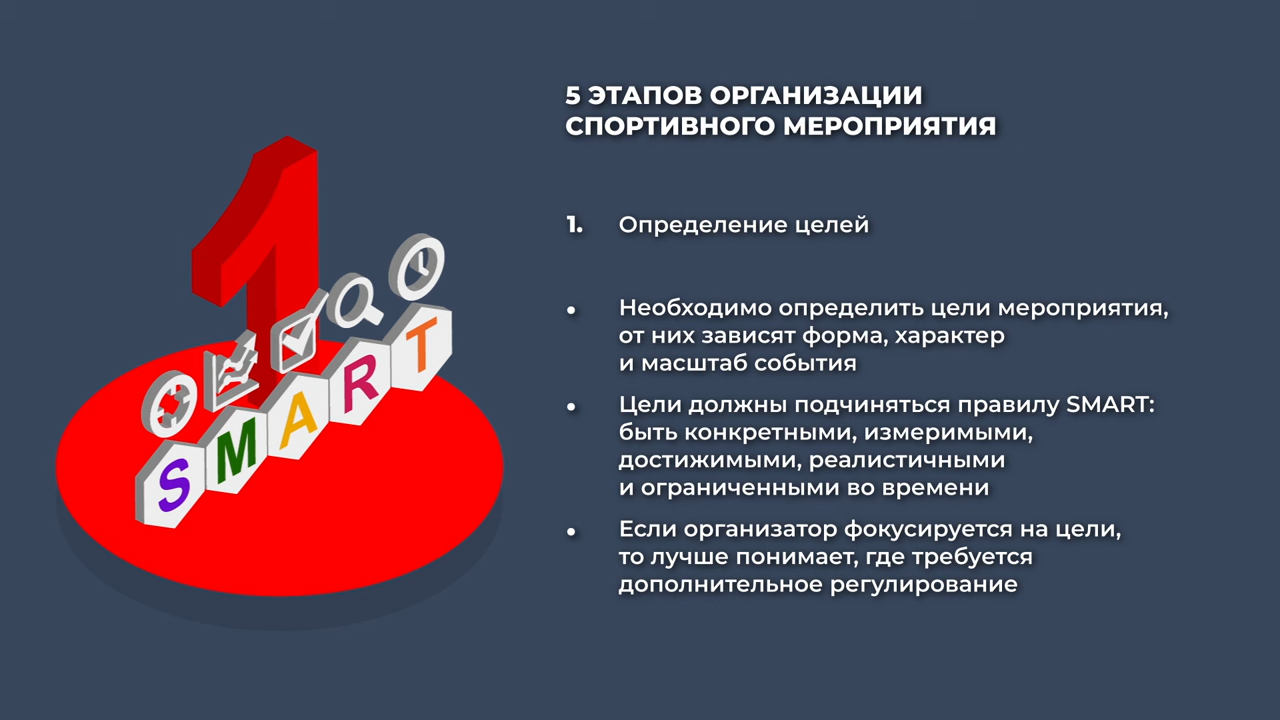 5 ЭТАПОВ ОРГАНИЗАЦИИ
СПОРТИВНОГО МЕРОПРИЯТИЯ
1. Определение целей
• Необходимо определить цели мероприятия,
от них зависят форма, характер
и масштаб события
• Цели должны подчиняться правилу SMART:
быть конкретными, измеримыми,
достижимыми, реалистичными
и ограниченными во времени
• Если организатор фокусируется на цели,
то лучше понимает, где требуется
дополнительное регулирование
1
SMART